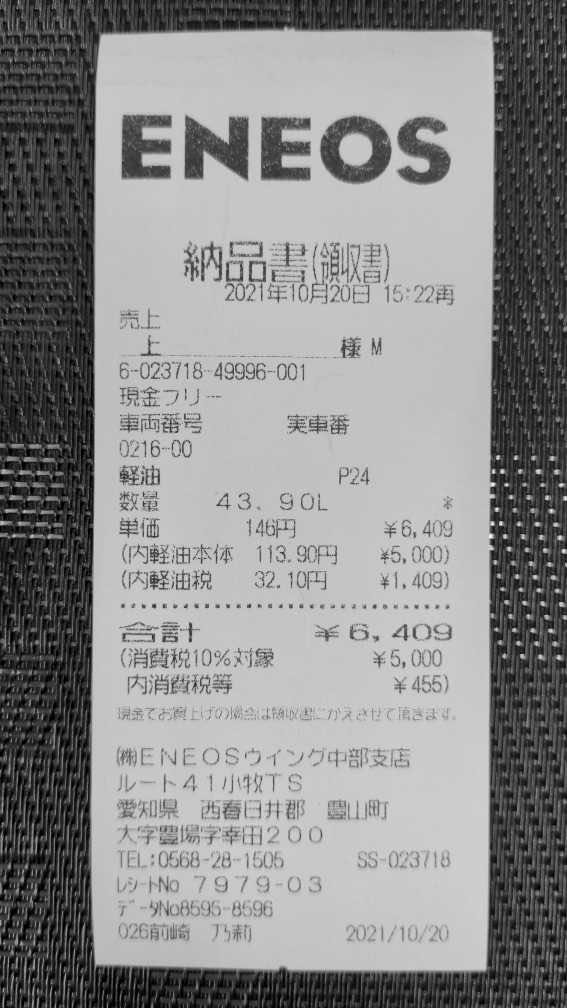 ENEOS
納品書(領収書)
2021年10月20日 15:22再
売上
上 様 M
6-023718-49996-001
現金フリー
車両番号 実車番
0216-00
軽油 P24
数量 43.90L *
単価 146円 ¥6,409
(内軽油本体 113.90円 ¥5,000)
(内軽油税 32.10円 ¥1,409)
合計 ¥6,409
(消費税10%対象 ¥5,000
内消費税等 ¥455)
現金でお買上げの場合は領収書にかえさせて頂きます。
㈱ENEOSウイング中部支店
ルート41小牧TS
愛知県 西春日井郡 豊山町
大字豊場字幸田200
TEL:0568-28-1505 SS-023718
レシートNo 7979-03
データNo8595-8596
026前崎 乃莉 2021/10/20